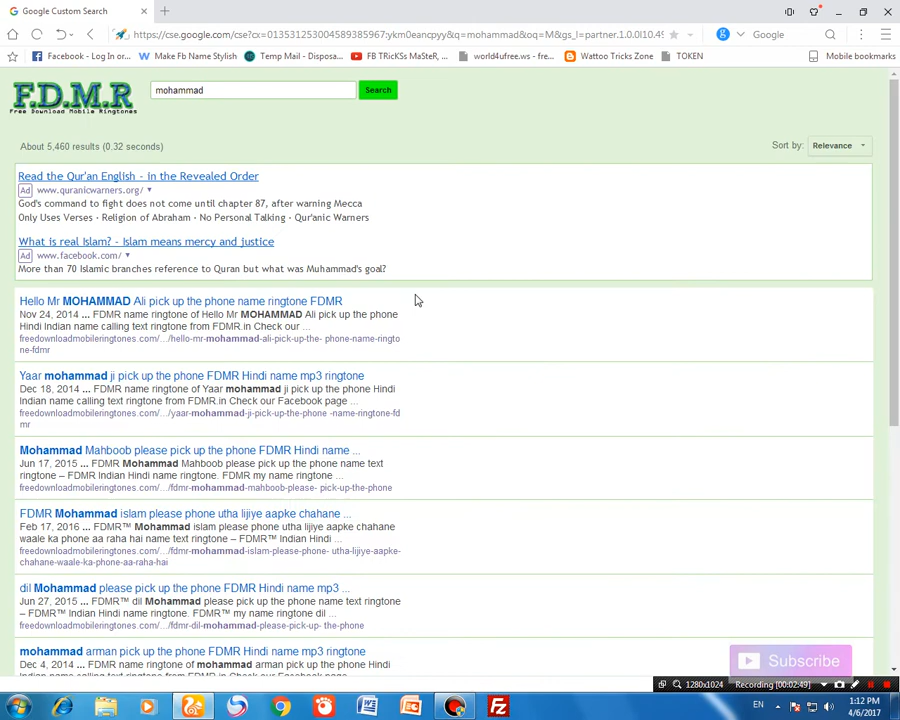 Google Custom Search
https://cse.google.com/cse?cx=013531230045893859​67:yekp0eancpyy&q=mohammad&oq=M&gs_l=partner.1.0.0l10.49
Google
Facebook - Log In or...
Make Fb Name Stylish
Temp Mail - Disposa...
FB TRicKSs MaSteR, ...
world4ufree.ws - fre...
Wattoo Tricks Zone
TOKEN
Mobile bookmarks
F.D.M.R
Free Download Mobile Ringtones
mohammad
Search
About 5,460 results (0.32 seconds)
Sort by: Relevance
Read the Qur'an English - in the Revealed Order
Ad www.quranicwarners.org/
God's command to fight does not come until chapter 87, after warning Mecca
Only Uses Verses · Religion of Abraham · No Personal Talking · Qur'anic Warners
What is real Islam? - Islam means mercy and justice
Ad www.facebook.com/
More than 70 Islamic branches reference to Quran but what was Muhammad's goal?
Hello Mr MOHAMMAD Ali pick up the phone name ringtone FDMR
Nov 24, 2014 ... FDMR name ringtone of Hello Mr MOHAMMAD Ali pick up the phone
Hindi Indian name calling text ringtone from FDMR.in Check our ...
freedownloadmobileringtones.com/.../hello-mr-mohammad-ali-pick-up-the- phone-name-ringto
ne-fdmr
Yaar mohammad ji pick up the phone FDMR Hindi name mp3 ringtone
Dec 18, 2014 ... FDMR name ringtone of Yaar mohammad ji pick up the phone Hindi
Indian name calling text ringtone from FDMR.in Check our Facebook page ...
freedownloadmobileringtones.com/.../yaar-mohammad-ji-pick-up-the-phone -name-ringtone-fd
mr
Mohammad Mahboob please pick up the phone FDMR Hindi name ...
Jun 17, 2015 ... FDMR Mohammad Mahboob please pick up the phone name text
ringtone – FDMR Indian Hindi name ringtone. FDMR my name ringtone ...
freedownloadmobileringtones.com/.../fdmr-mohammad-mahboob-please- pick-up-the-phone
FDMR Mohammad islam please phone utha lijiye aapke chahane ...
Feb 17, 2016 ... FDMR™ Mohammad islam please phone utha lijiye aapke chahane
waale ka phone aa raha hai name text ringtone – FDMR™ Indian Hindi ...
freedownloadmobileringtones.com/.../fdmr-mohammad-islam-please-phone- utha-lijiye-aapke-
chahane-waale-ka-phone-aa-raha-hai
dil Mohammad please pick up the phone FDMR Hindi name mp3 ...
Jun 27, 2015 ... FDMR™ dil Mohammad please pick up the phone name text ringtone
– FDMR™ Indian Hindi name ringtone. FDMR™ my name ringtone dil ...
freedownloadmobileringtones.com/.../fdmr-dil-mohammad-please-pick-up- the-phone
mohammad arman pick up the phone FDMR Hindi name mp3 ringtone
Dec 4, 2014 ... FDMR name ringtone of mohammad arman pick up the phone Hindi
Subscribe
1280x1024
Recording [00:02:49]
EN
1:12 PM
4/6/2017